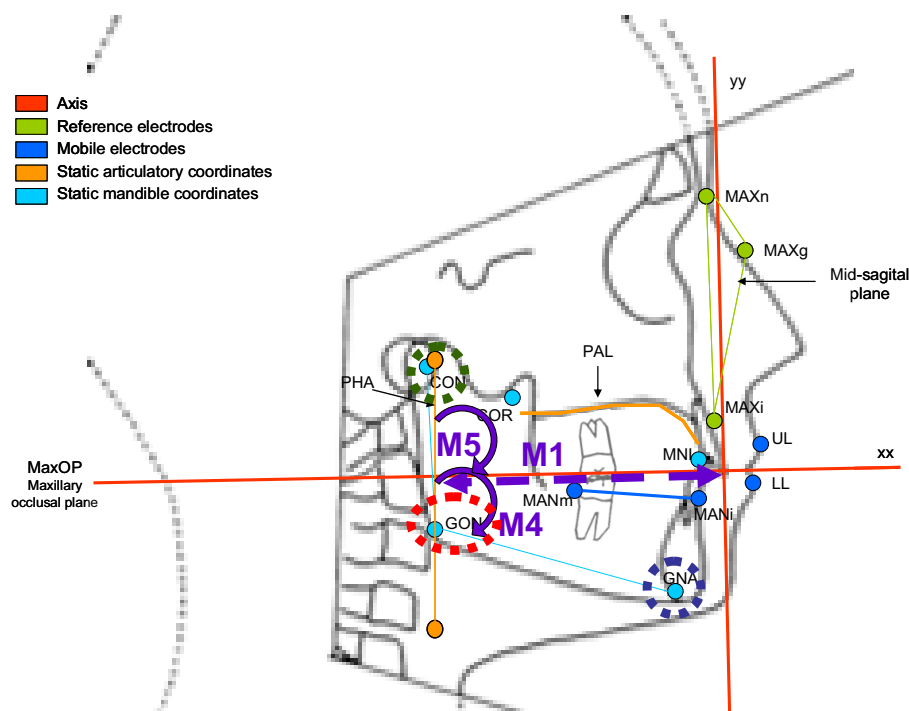 yy
Axis
Reference electrodes
Mobile electrodes
Static articulatory coordinates
Static mandible coordinates
MAXn
MAXg
Mid-sagital
plane
PAL
PHA
CON
COR
MAXi
M5
M1
UL
MNI
xx
MaxOP
Maxillary
occlusal plane
LL
MANm
MANi
GON
M4
GNA